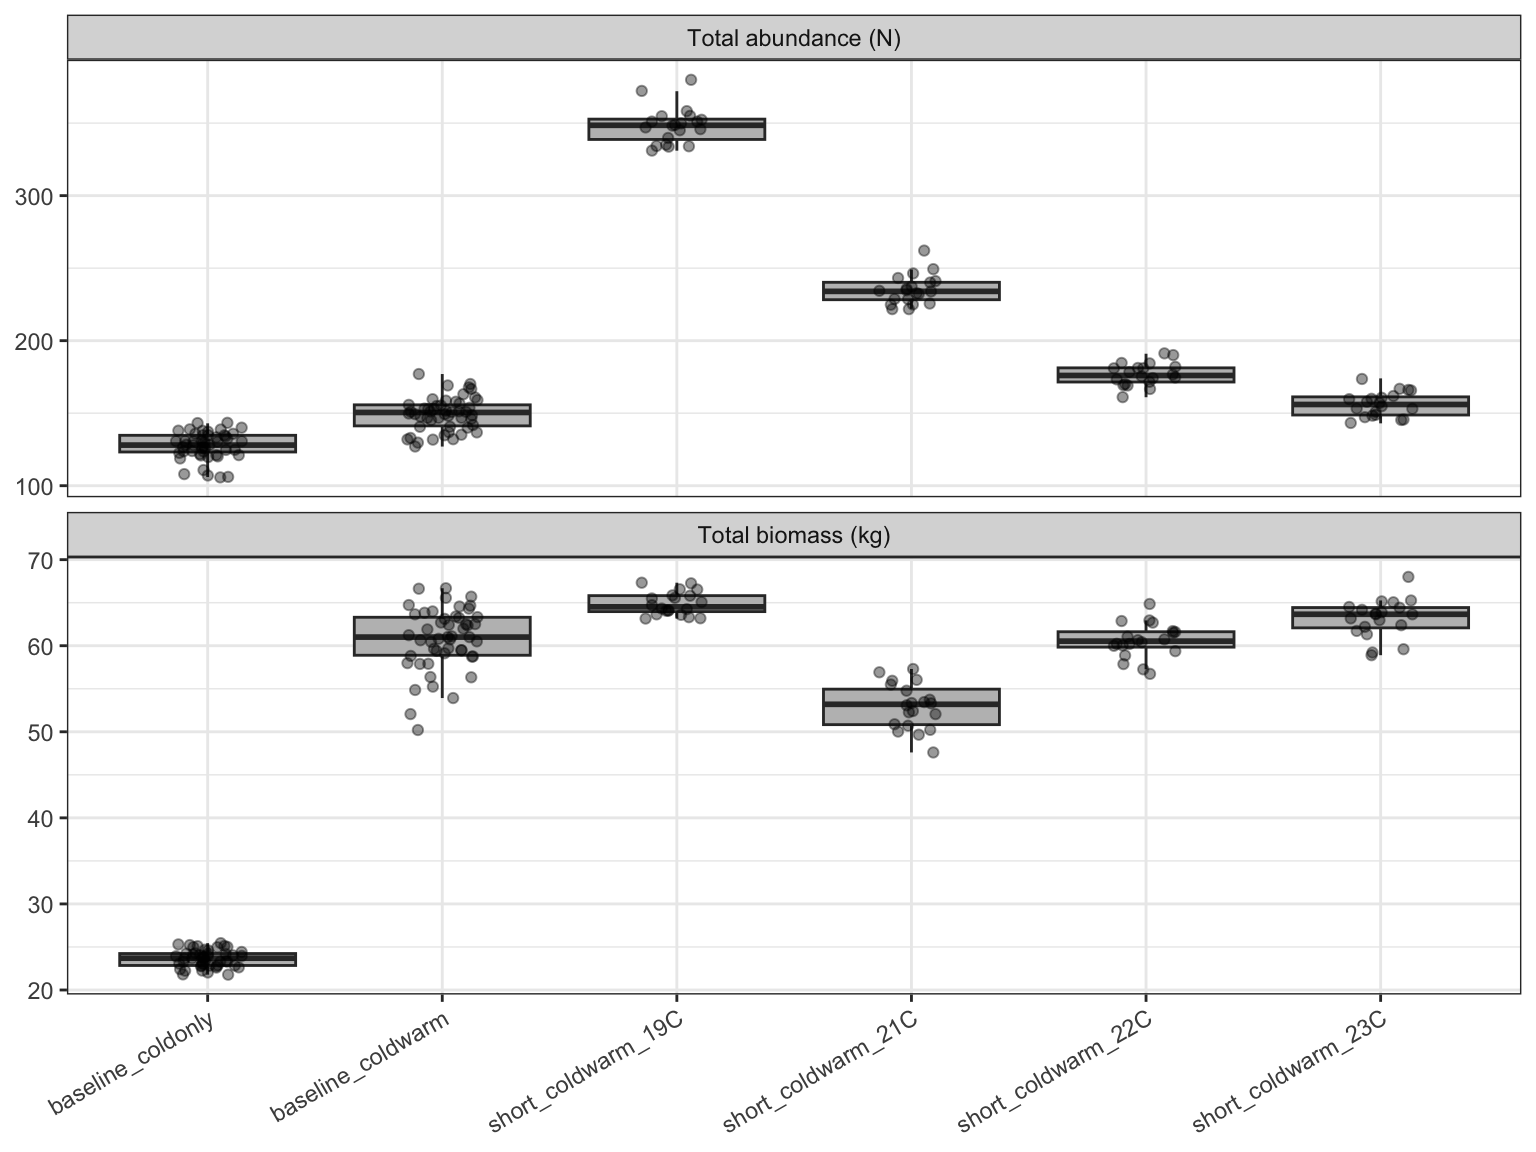 Total abundance (N)
300
200
100
Total biomass (kg)
70
60
50
40
30
20
baseline_coldonly
baseline_coldwarm
short_coldwarm_19C
short_coldwarm_21C
short_coldwarm_22C
short_coldwarm_23C